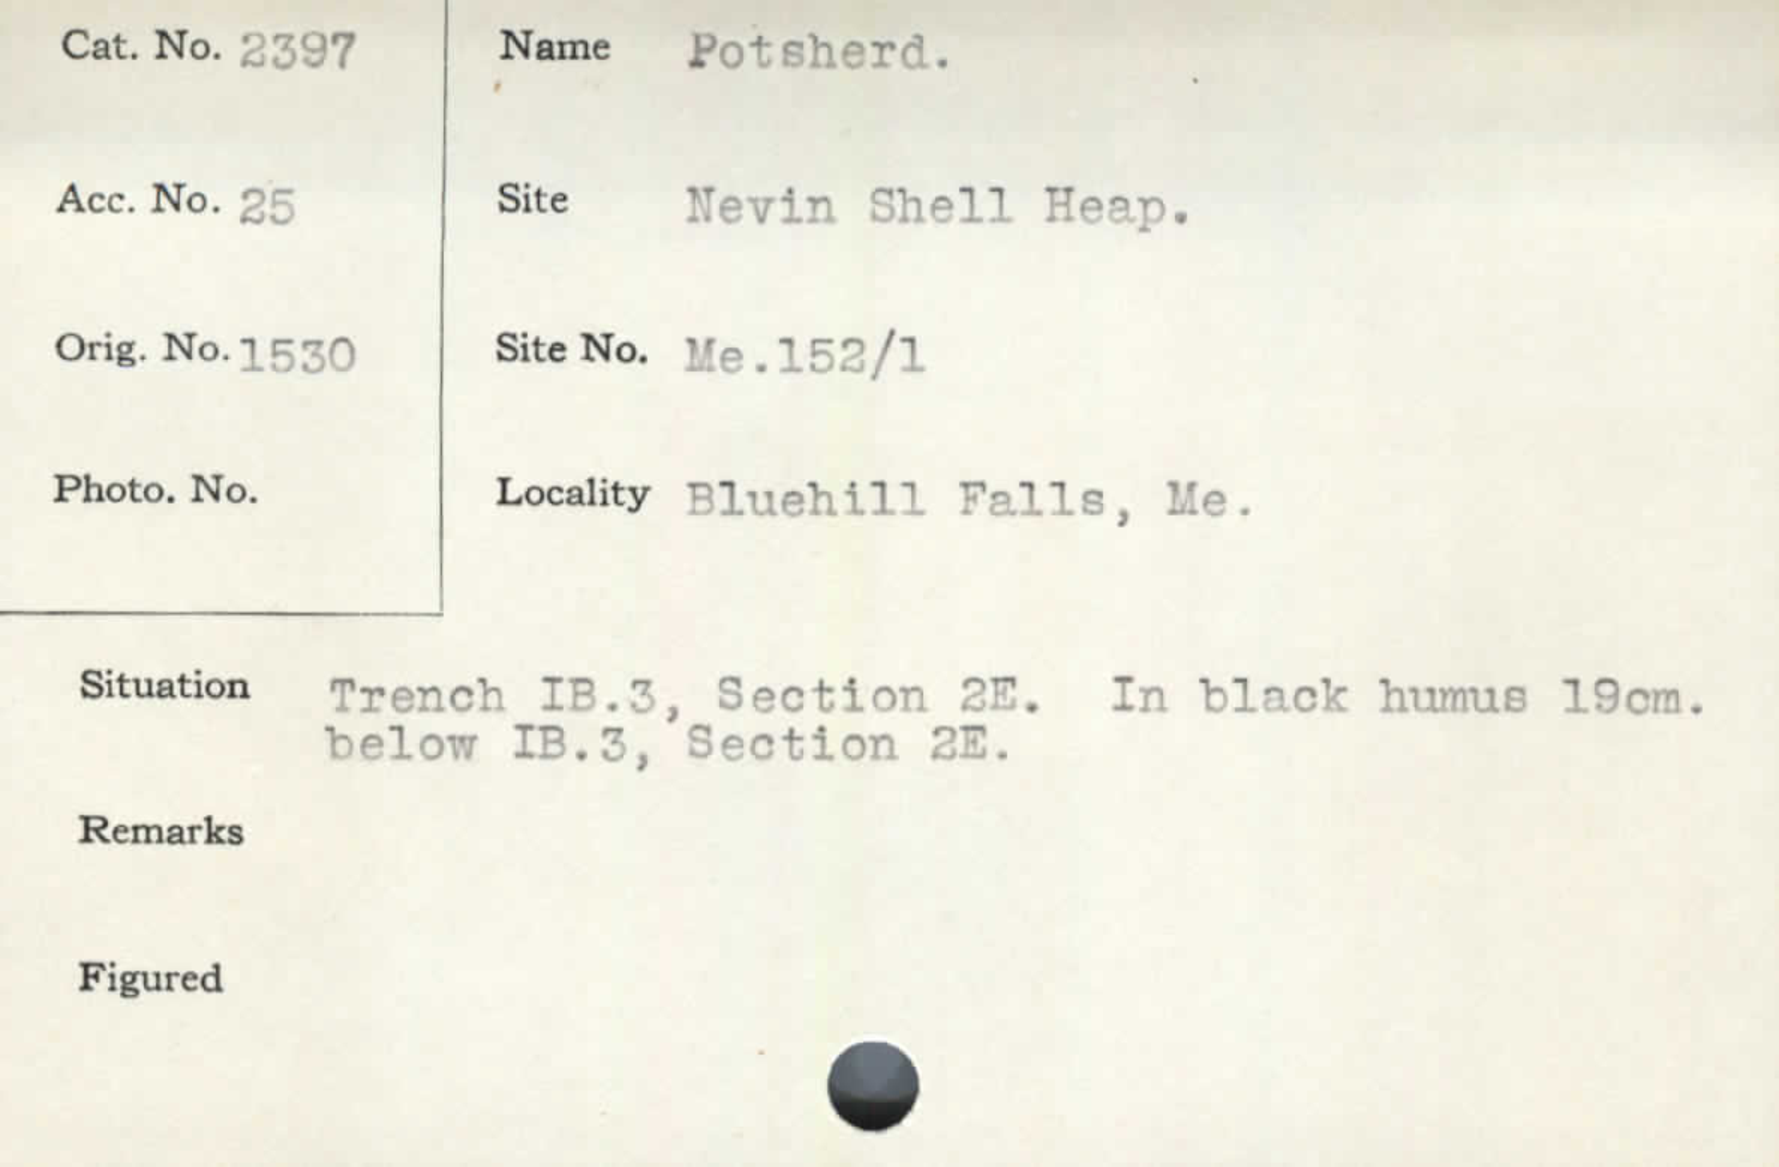 Cat. No. 2397
Acc. No. 25
Orig. No. 1530
Photo. No.
Name Potsherd.
Site Nevin Shell Heap.
Site No. Me.152/1
Locality Bluehill Falls, Me.
Situation Trench IB.3, Section 2E. In black humus 19cm.
below IB.3, Section 2E.
Remarks
Figured